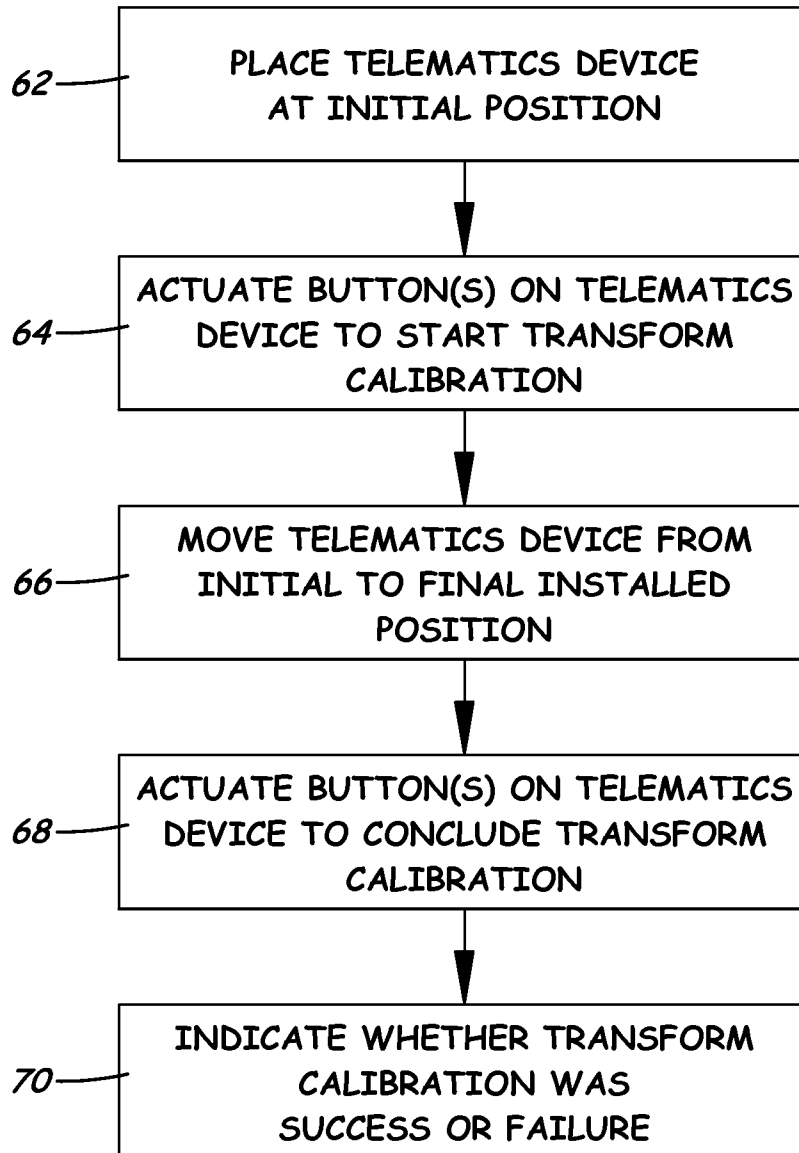 62
PLACE TELEMATICS DEVICE
AT INITIAL POSITION
64
ACTUATE BUTTON(S) ON TELEMATICS
DEVICE TO START TRANSFORM
CALIBRATION
66
MOVE TELEMATICS DEVICE FROM
INITIAL TO FINAL INSTALLED
POSITION
68
ACTUATE BUTTON(S) ON TELEMATICS
DEVICE TO CONCLUDE TRANSFORM
CALIBRATION
70
INDICATE WHETHER TRANSFORM
CALIBRATION WAS
SUCCESS OR FAILURE